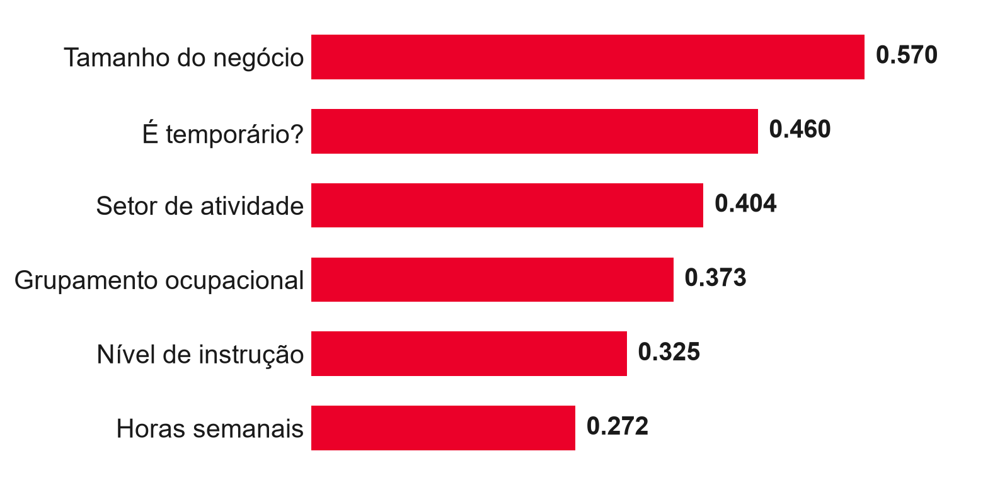 Tamanho do negócio 0.570
É temporário? 0.460
Setor de atividade 0.404
Grupamento ocupacional 0.373
Nível de instrução 0.325
Horas semanais 0.272